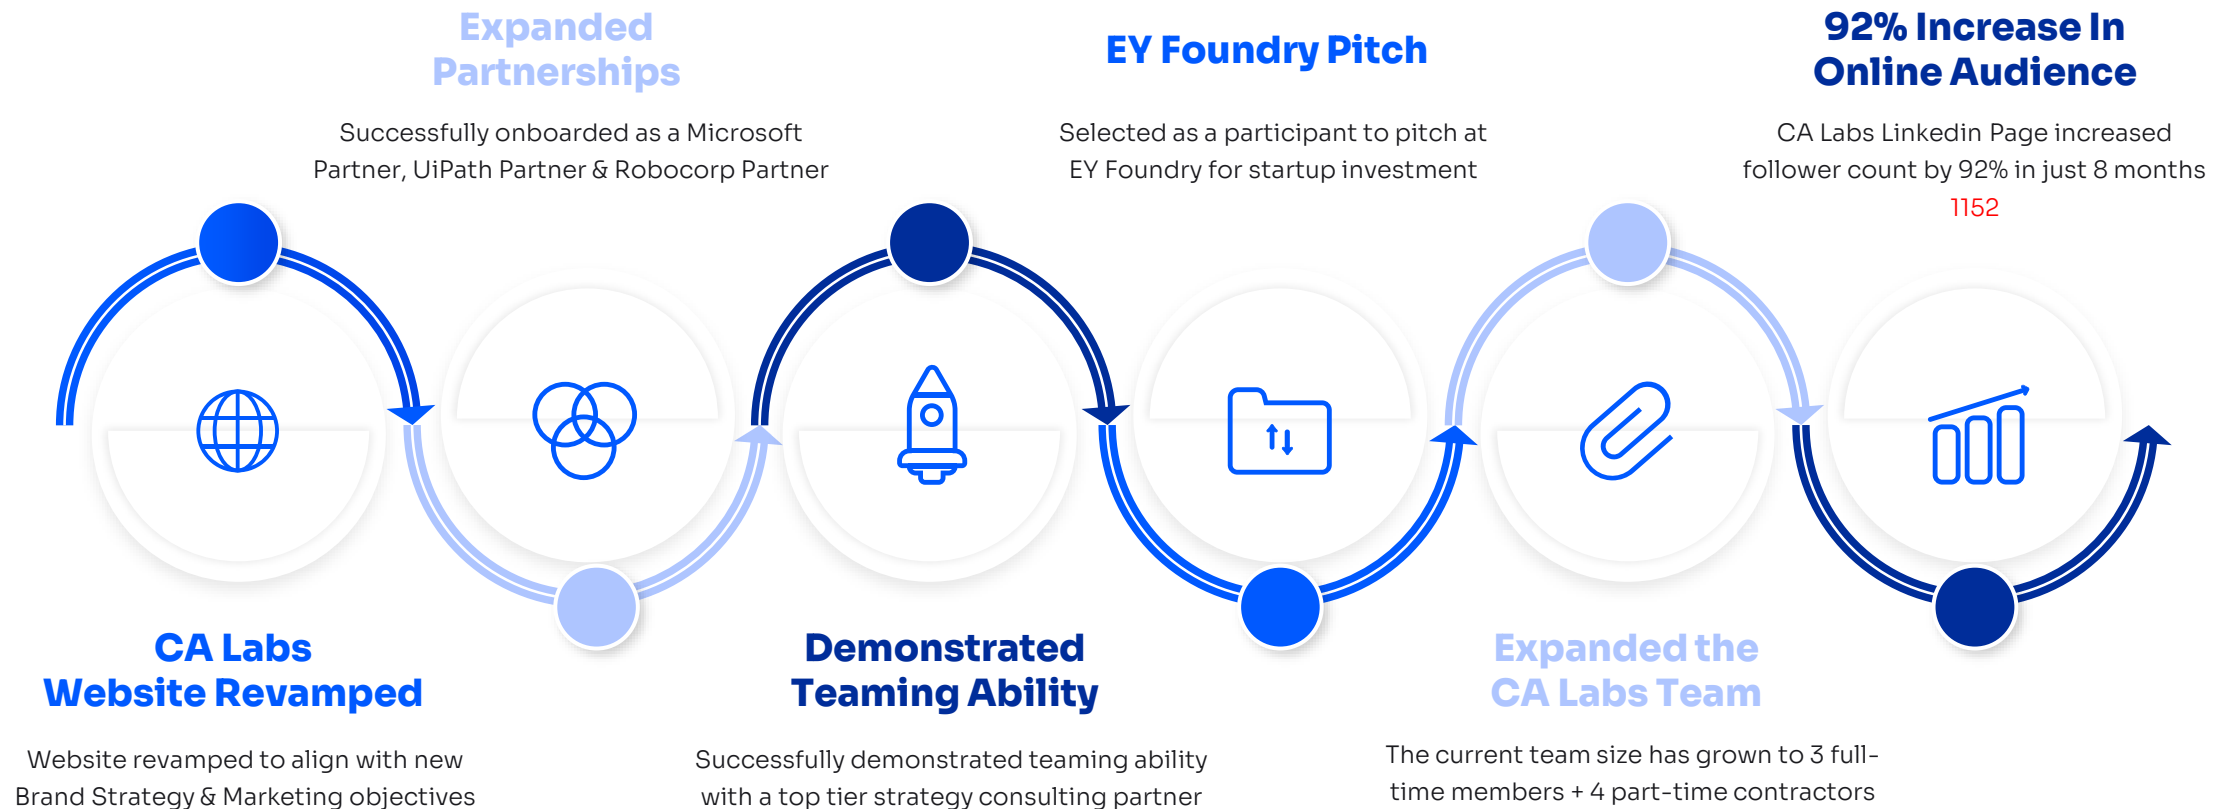 Expanded
Partnerships
Successfully onboarded as a Microsoft
Partner, UiPath Partner & Robocorp Partner
EY Foundry Pitch
Selected as a participant to pitch at
EY Foundry for startup investment
92% Increase In
Online Audience
CA Labs Linkedin Page increased
follower count by 92% in just 8 months
1152
CA Labs
Website Revamped
Website revamped to align with new
Brand Strategy & Marketing objectives
Demonstrated
Teaming Ability
Successfully demonstrated teaming ability
with a top tier strategy consulting partner
Expanded the
CA Labs Team
The current team size has grown to 3 full-
time members + 4 part-time contractors